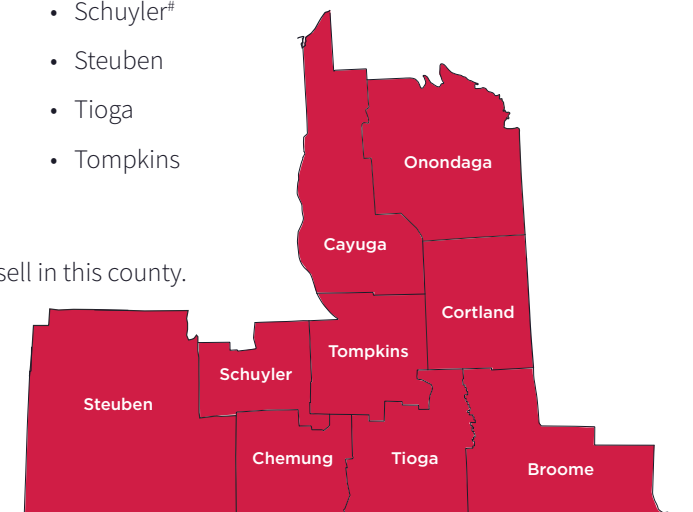 • Schuyler#
• Steuben
• Tioga
• Tompkins
sell in this county.
Onondaga
Cayuga
Cortland
Tompkins
Schuyler
Steuben
Chemung
Tioga
Broome